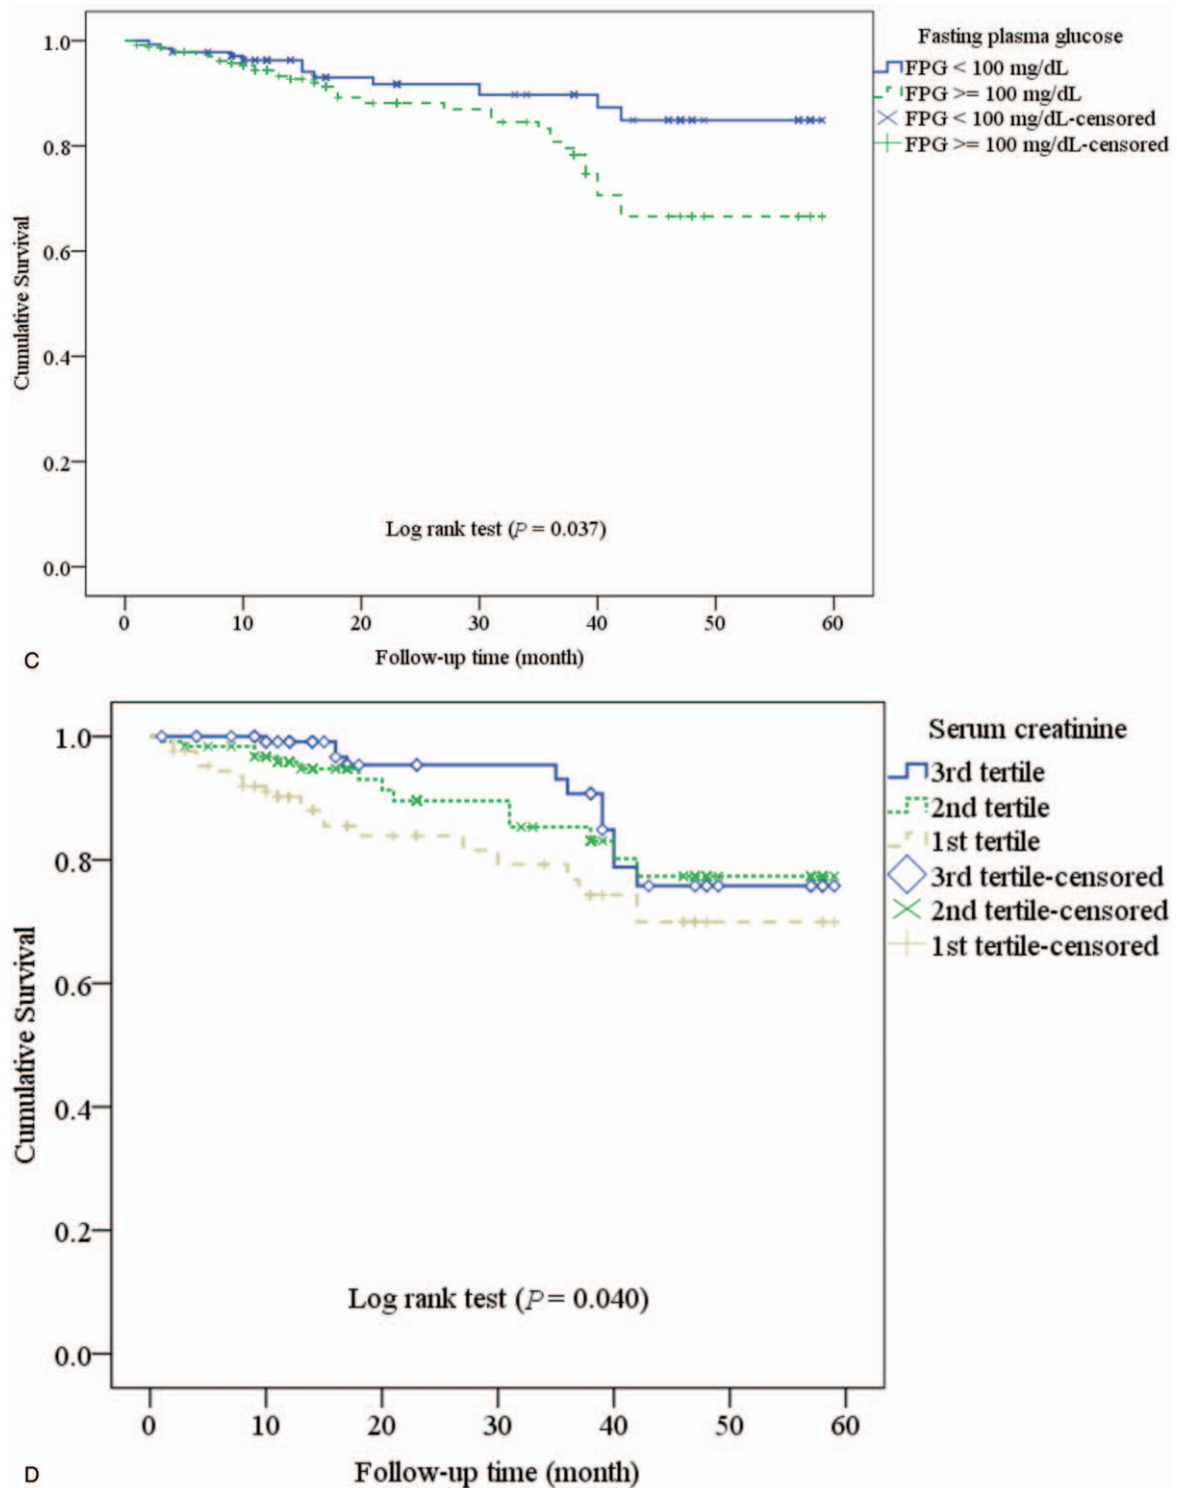 Fasting plasma glucose
FPG < 100 mg/dL
FPG >= 100 mg/dL
FPG < 100 mg/dL-censored
FPG >= 100 mg/dL-censored
1.0
0.8
0.6
0.4
0.2
0.0
Cumulative Survival
Log rank test (P = 0.037)
0 10 20 30 40 50 60
Follow-up time (month)
C
Serum creatinine
3rd tertile
2nd tertile
1st tertile
3rd tertile-censored
2nd tertile-censored
1st tertile-censored
1.0
0.8
0.6
0.4
0.2
0.0
Cumulative Survival
Log rank test (P = 0.040)
0 10 20 30 40 50 60
Follow-up time (month)
D